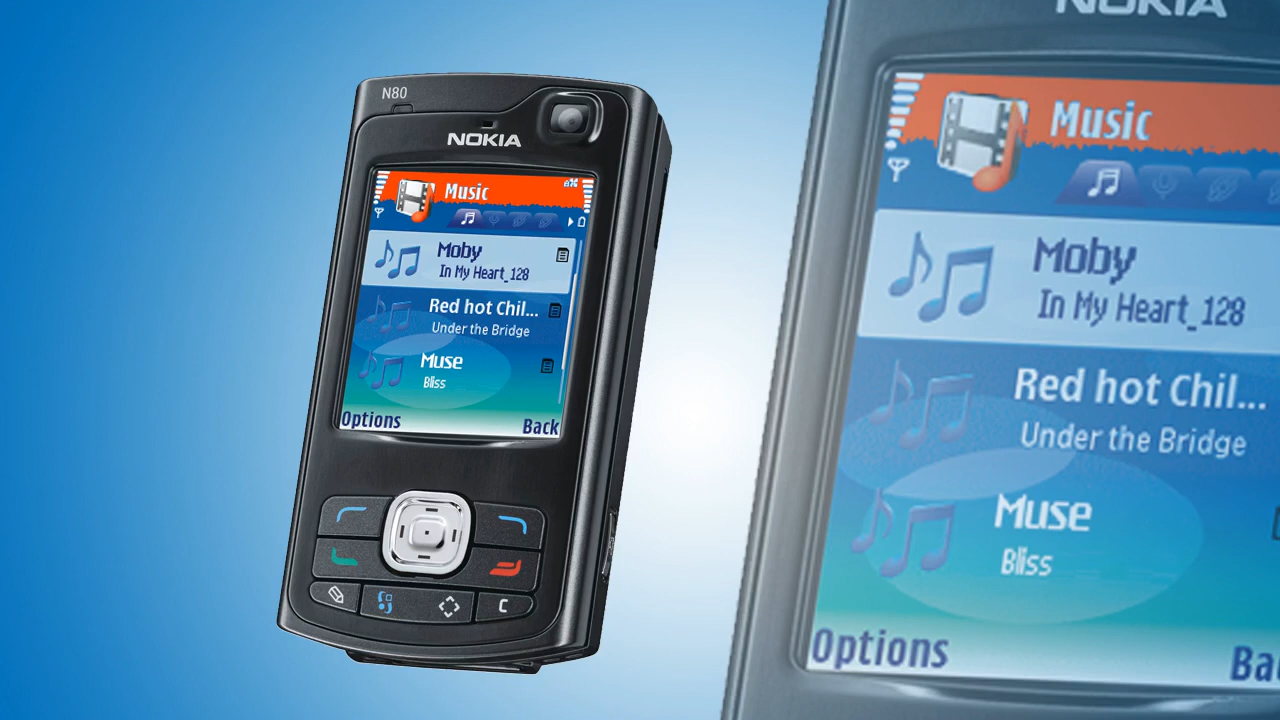 N80
NOKIA
Music
Moby
In My Heart_128
Red hot Chil...
Under the Bridge
Muse
Bliss
Options
Back
C
NOKIA
Music
Moby
In My Heart_128
Red hot Chil...
Under the Bridge
Muse
Bliss
Options
Ba